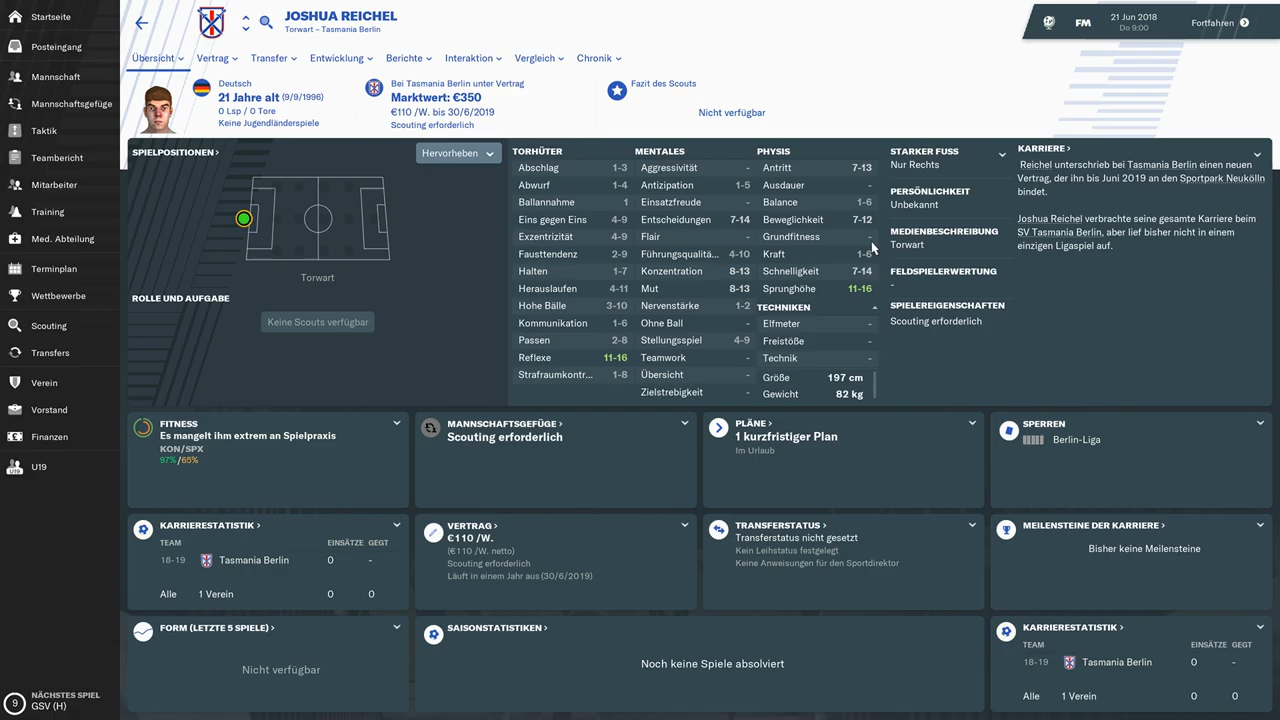 Startseite
Posteingang
Mannschaft
Mannschaftsgefüge
Taktik
Teambericht
Mitarbeiter
Training
Med. Abteilung
Terminplan
Wettbewerbe
Scouting
Transfers
Verein
Vorstand
Finanzen
U19
U19
9
NÄCHSTES SPIEL
GSV (H)
JOSHUA REICHEL
Torwart - Tasmania Berlin
FM
21 Jun 2018
Do 9:00
Fortfahren
Übersicht
Vertrag
Transfer
Entwicklung
Berichte
Interaktion
Vergleich
Chronik
Deutsch
21 Jahre alt (9/9/1996)
0 Lsp / 0 Tore
Keine Jugendländerspiele
Bei Tasmania Berlin unter Vertrag
Marktwert: €350
€110 /W. bis 30/6/2019
Scouting erforderlich
Fazit des Scouts
Nicht verfügbar
SPIELPOSITIONEN >
Hervorheben
Torwart
ROLLE UND AUFGABE
Keine Scouts verfügbar
TORHÜTER
Abschlag 1-3
Abwurf 1-4
Ballannahme 1
Eins gegen Eins 4-9
Exzentrizität 4-9
Fausttendenz 2-9
Halten 1-7
Herauslaufen 4-11
Hohe Bälle 3-10
Kommunikation 1-6
Passen 2-8
Reflexe 11-16
Strafraumkontr... 1-8
MENTALES
Aggressivität -
Antizipation 1-5
Einsatzfreude -
Entscheidungen 7-14
Flair -
Führungsqualitä... 4-10
Konzentration 8-13
Mut 8-13
Nervenstärke 1-2
Ohne Ball -
Stellungsspiel 4-9
Teamwork -
Übersicht -
Zielstrebigkeit -
PHYSIS
Antritt 7-13
Ausdauer -
Balance 1-6
Beweglichkeit 7-12
Grundfitness -
Kraft 1-6
Schnelligkeit 7-14
Sprunghöhe 11-16
TECHNIKEN
Elfmeter -
Freistöße -
Technik -
Größe 197 cm
Gewicht 82 kg
STARKER FUSS
Nur Rechts
PERSÖNLICHKEIT
Unbekannt
MEDIENBESCHREIBUNG
Torwart
FELDSPIELERWERTUNG
-
SPIELEREIGENSCHAFTEN
Scouting erforderlich
KARRIERE >
Reichel unterschrieb bei Tasmania Berlin einen neuen
Vertrag, der ihn bis Juni 2019 an den Sportpark Neukölln
bindet.
Joshua Reichel verbrachte seine gesamte Karriere beim
SV Tasmania Berlin, aber lief bisher nicht in einem
einzigen Ligaspiel auf.
FITNESS
Es mangelt ihm extrem an Spielpraxis
KON/SPX
97%/65%
MANNSCHAFTSGEFÜGE >
Scouting erforderlich
PLÄNE >
1 kurzfristiger Plan
Im Urlaub
SPERREN
Berlin-Liga
KARRIERESTATISTIK >
TEAM EINSÄTZE GEGT
18-19 Tasmania Berlin 0 -
Alle 1 Verein 0 0
VERTRAG >
€110 /W.
(€110 /W. netto)
Scouting erforderlich
Läuft in einem Jahr aus (30/6/2019)
TRANSFERSTATUS >
Transferstatus nicht gesetzt
Kein Leihstatus festgelegt
Keine Anweisungen für den Sportdirektor
MEILENSTEINE DER KARRIERE >
Bisher keine Meilensteine
FORM (LETZTE 5 SPIELE) >
Nicht verfügbar
SAISONSTATISTIKEN >
Noch keine Spiele absolviert
KARRIERESTATISTIK >
TEAM EINSÄTZE GEGT
18-19 Tasmania Berlin 0 -
Alle 1 Verein 0 0